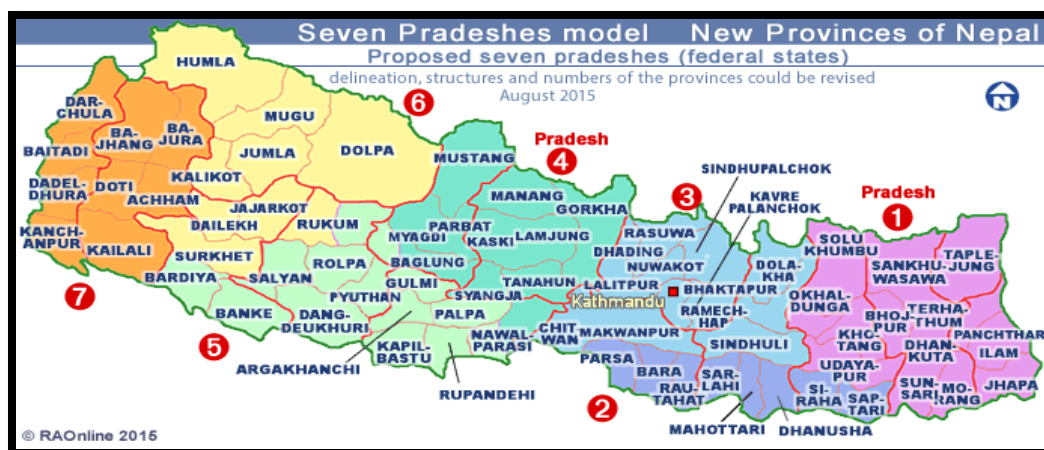 Seven Pradeshes model New Provinces of Nepal
Proposed seven pradeshes (federal states)
delineation, structures and numbers of the provinces could be revised
August 2015
N
HUMLA
6
DAR-
CHULA
BA-
JHANG
BA-
JURA
MUGU
Pradesh
4
BAITADI
JUMLA
DOLPA
MUSTANG
SINDHUPALCHOK
DADEL-
DHURA
DOTI
KALIKOT
ACHHAM
MANANG
GORKHA
3
KAVRE
PALANCHOK
Pradesh
1
KANCH-
ANPUR
KAILALI
JAJARKOT
DAILEKH
RUKUM
PARBAT
MYAGDI
KASKI
LAMJUNG
RASUWA
DHADING
NUWAKOT
DOLA-
KHA
SOLU
KHUMBU
SANKHU-
WASAWA
TAPLE-
JUNG
SURKHET
BARDIYA
SALYAN
ROLPA
BAGLUNG
GULMI
SYANGJA
TANAHUN
LALITPUR
BHAKTAPUR
Kathmandu
OKHAL-
DUNGA
BHOJ-
PUR
TERHA-
THUM
7
BANKE
PYUTHAN
DANG-
DEUKHURI
PALPA
RAMECH-
HAP
KHO-
TANG
PANCHTHAR
5
KAPIL-
BASTU
NAWAL-
PARASI
CHIT
WAN
MAKWANPUR
SINDHULI
DHAN-
KUTA
ILAM
ARGAKHANCHI
PARSA
BARA
RAU-
TAHAT
SAR-
LAHI
UDAYA-
PUR
SI-
RAHA
SAP-
TARI
SUN-
SARI
MO-
RANG
JHAPA
RUPANDEHI
2
MAHOTTARI
DHANUSHA
© RAOnline 2015